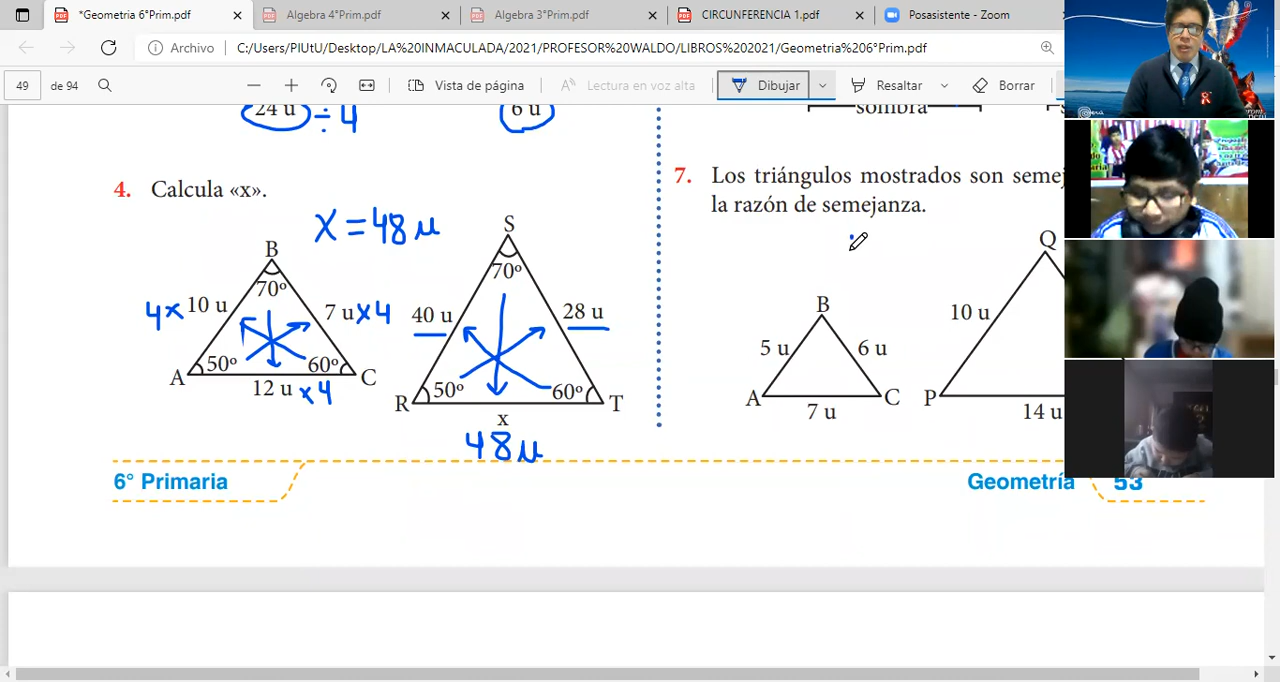 *Geometria 6°Prim.pdf
Algebra 4°Prim.pdf
Algebra 3°Prim.pdf
CIRCUNFERENCIA 1.pdf
Posasistente - Zoom
Archivo
C:/Users/PIUtU/Desktop/LA%20INMACULADA/2021/PROFESOR%20WALDO/LIBROS%202021/Geometria%206°Prim.pdf
49
de 94
Vista de página
Lectura en voz alta
Dibujar
Resaltar
Borrar
24 u ÷ 4
6 u
sombra
4. Calcula «x».
x = 48 u
B
70°
4x 10 u
7 u x4
50°
60°
A
C
12 u x4
S
70°
40 u
28 u
50°
60°
R
T
x
48 u
7. Los triángulos mostrados son
la razón de semejanza.
B
5 u
6 u
A
C
7 u
Q
10 u
P
14 u
6° Primaria
Geometría
53